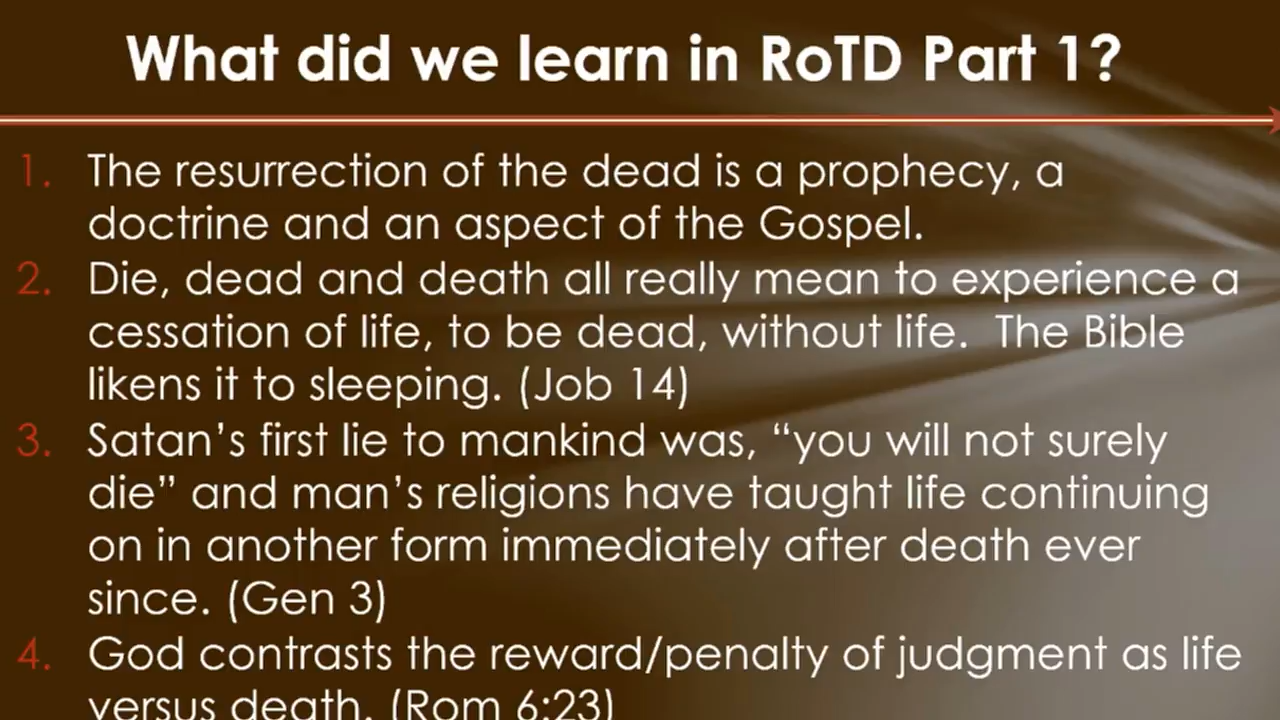 What did we learn in RoTD Part 1?
1. The resurrection of the dead is a prophecy, a
doctrine and an aspect of the Gospel.
2. Die, dead and death all really mean to experience a
cessation of life, to be dead, without life.  The Bible
likens it to sleeping. (Job 14)
3. Satan’s first lie to mankind was, “you will not surely
die” and man’s religions have taught life continuing
on in another form immediately after death ever
since. (Gen 3)
4. God contrasts the reward/penalty of judgment as life
versus death. (Rom 6:23)